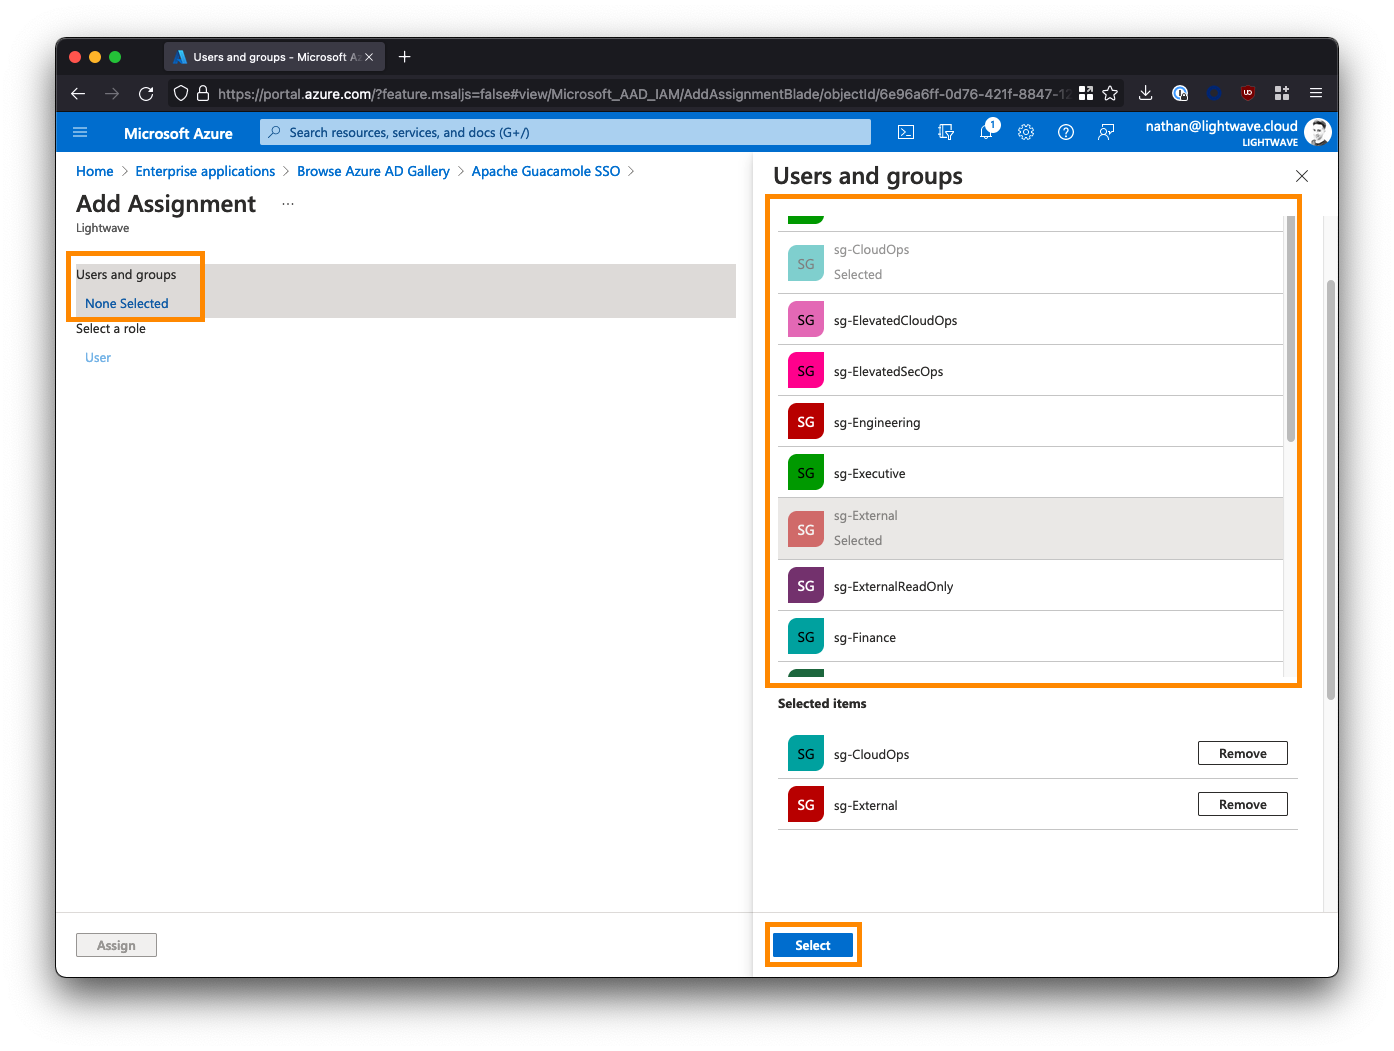 Users and groups - Microsoft Az
https://portal.azure.com/?feature.msaljs=false#view/Microsoft_AAD_IAM/AddAssignmentBlade/objectId/6e96a6ff-0d76-421f-8847-12
Microsoft Azure
Search resources, services, and docs (G+/)
1
nathan@lightwave.cloud
LIGHTWAVE
Home > Enterprise applications > Browse Azure AD Gallery > Apache Guacamole SSO >
Add Assignment ...
Lightwave
Users and groups
None Selected
Select a role
User
Assign
Users and groups
SG sg-CloudOps
Selected
SG sg-ElevatedCloudOps
SG sg-ElevatedSecOps
SG sg-Engineering
SG sg-Executive
SG sg-External
Selected
SG sg-ExternalReadOnly
SG sg-Finance
Selected items
SG sg-CloudOps Remove
SG sg-External Remove
Select